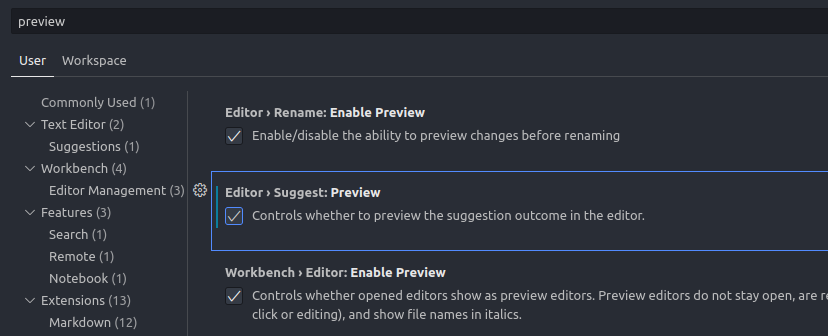 preview
User Workspace
Commonly Used (1)
Text Editor (2)
Suggestions (1)
Workbench (4)
Editor Management (3)
Features (3)
Search (1)
Remote (1)
Notebook (1)
Extensions (13)
Markdown (12)
Editor › Rename: Enable Preview
Enable/disable the ability to preview changes before renaming
Editor › Suggest: Preview
Controls whether to preview the suggestion outcome in the editor.
Workbench › Editor: Enable Preview
Controls whether opened editors show as preview editors. Preview editors do not stay open, are re
click or editing), and show file names in italics.